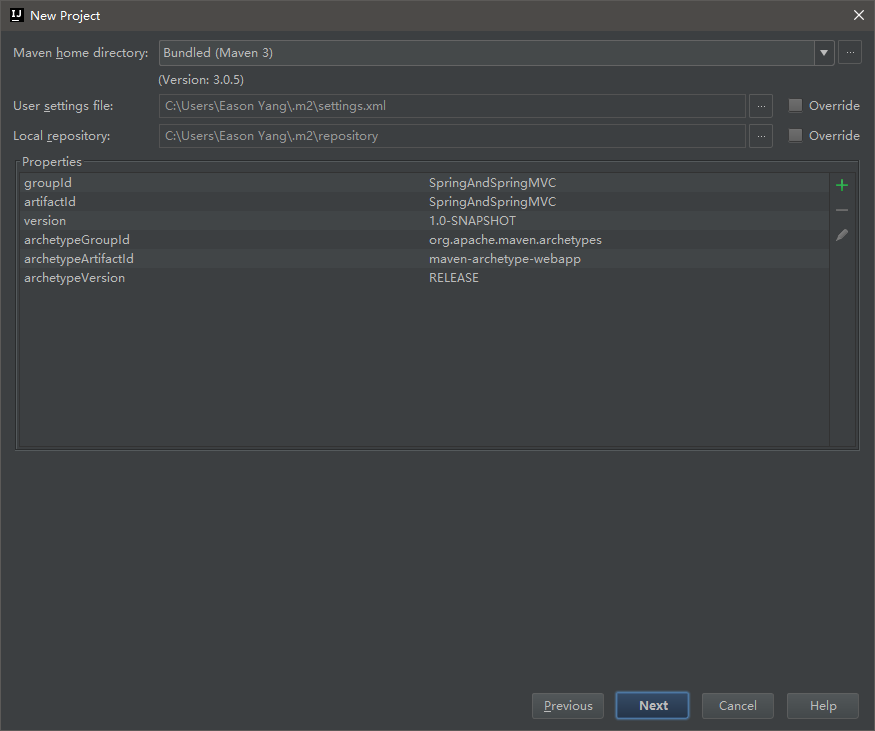 New Project
Maven home directory: Bundled (Maven 3) ...
(Version: 3.0.5)
User settings file: C:\Users\Eason Yang\.m2\settings.xml ... Override
Local repository: C:\Users\Eason Yang\.m2\repository ... Override
Properties
groupId SpringAndSpringMVC
artifactId SpringAndSpringMVC
version 1.0-SNAPSHOT
archetypeGroupId org.apache.maven.archetypes
archetypeArtifactId maven-archetype-webapp
archetypeVersion RELEASE
Previous Next Cancel Help